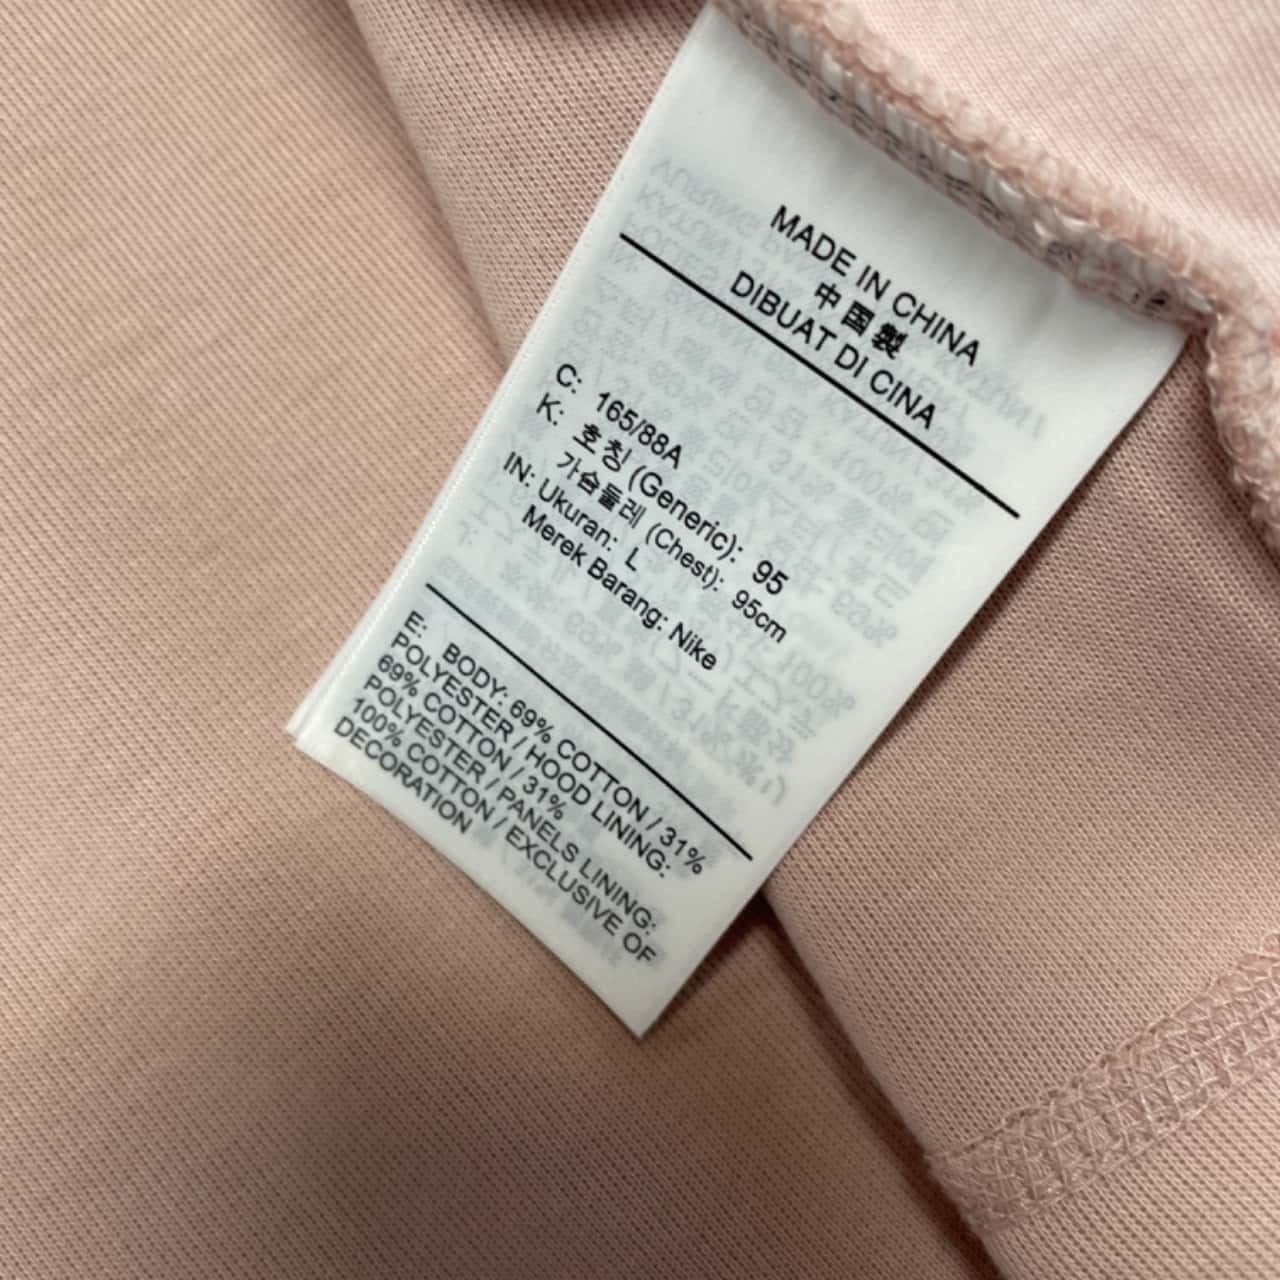 MADE IN CHINA
中国製
DIBUAT DI CINA
C: 165/88A
K: 호칭 (Generic): 95
가슴둘레 (Chest): 95cm
IN: Ukuran: L
Merek Barang: Nike
E: BODY: 69% COTTON / 31%
POLYESTER / HOOD LINING:
69% COTTON / 31%
POLYESTER / PANELS LINING:
100% COTTON / EXCLUSIVE OF
DECORATION